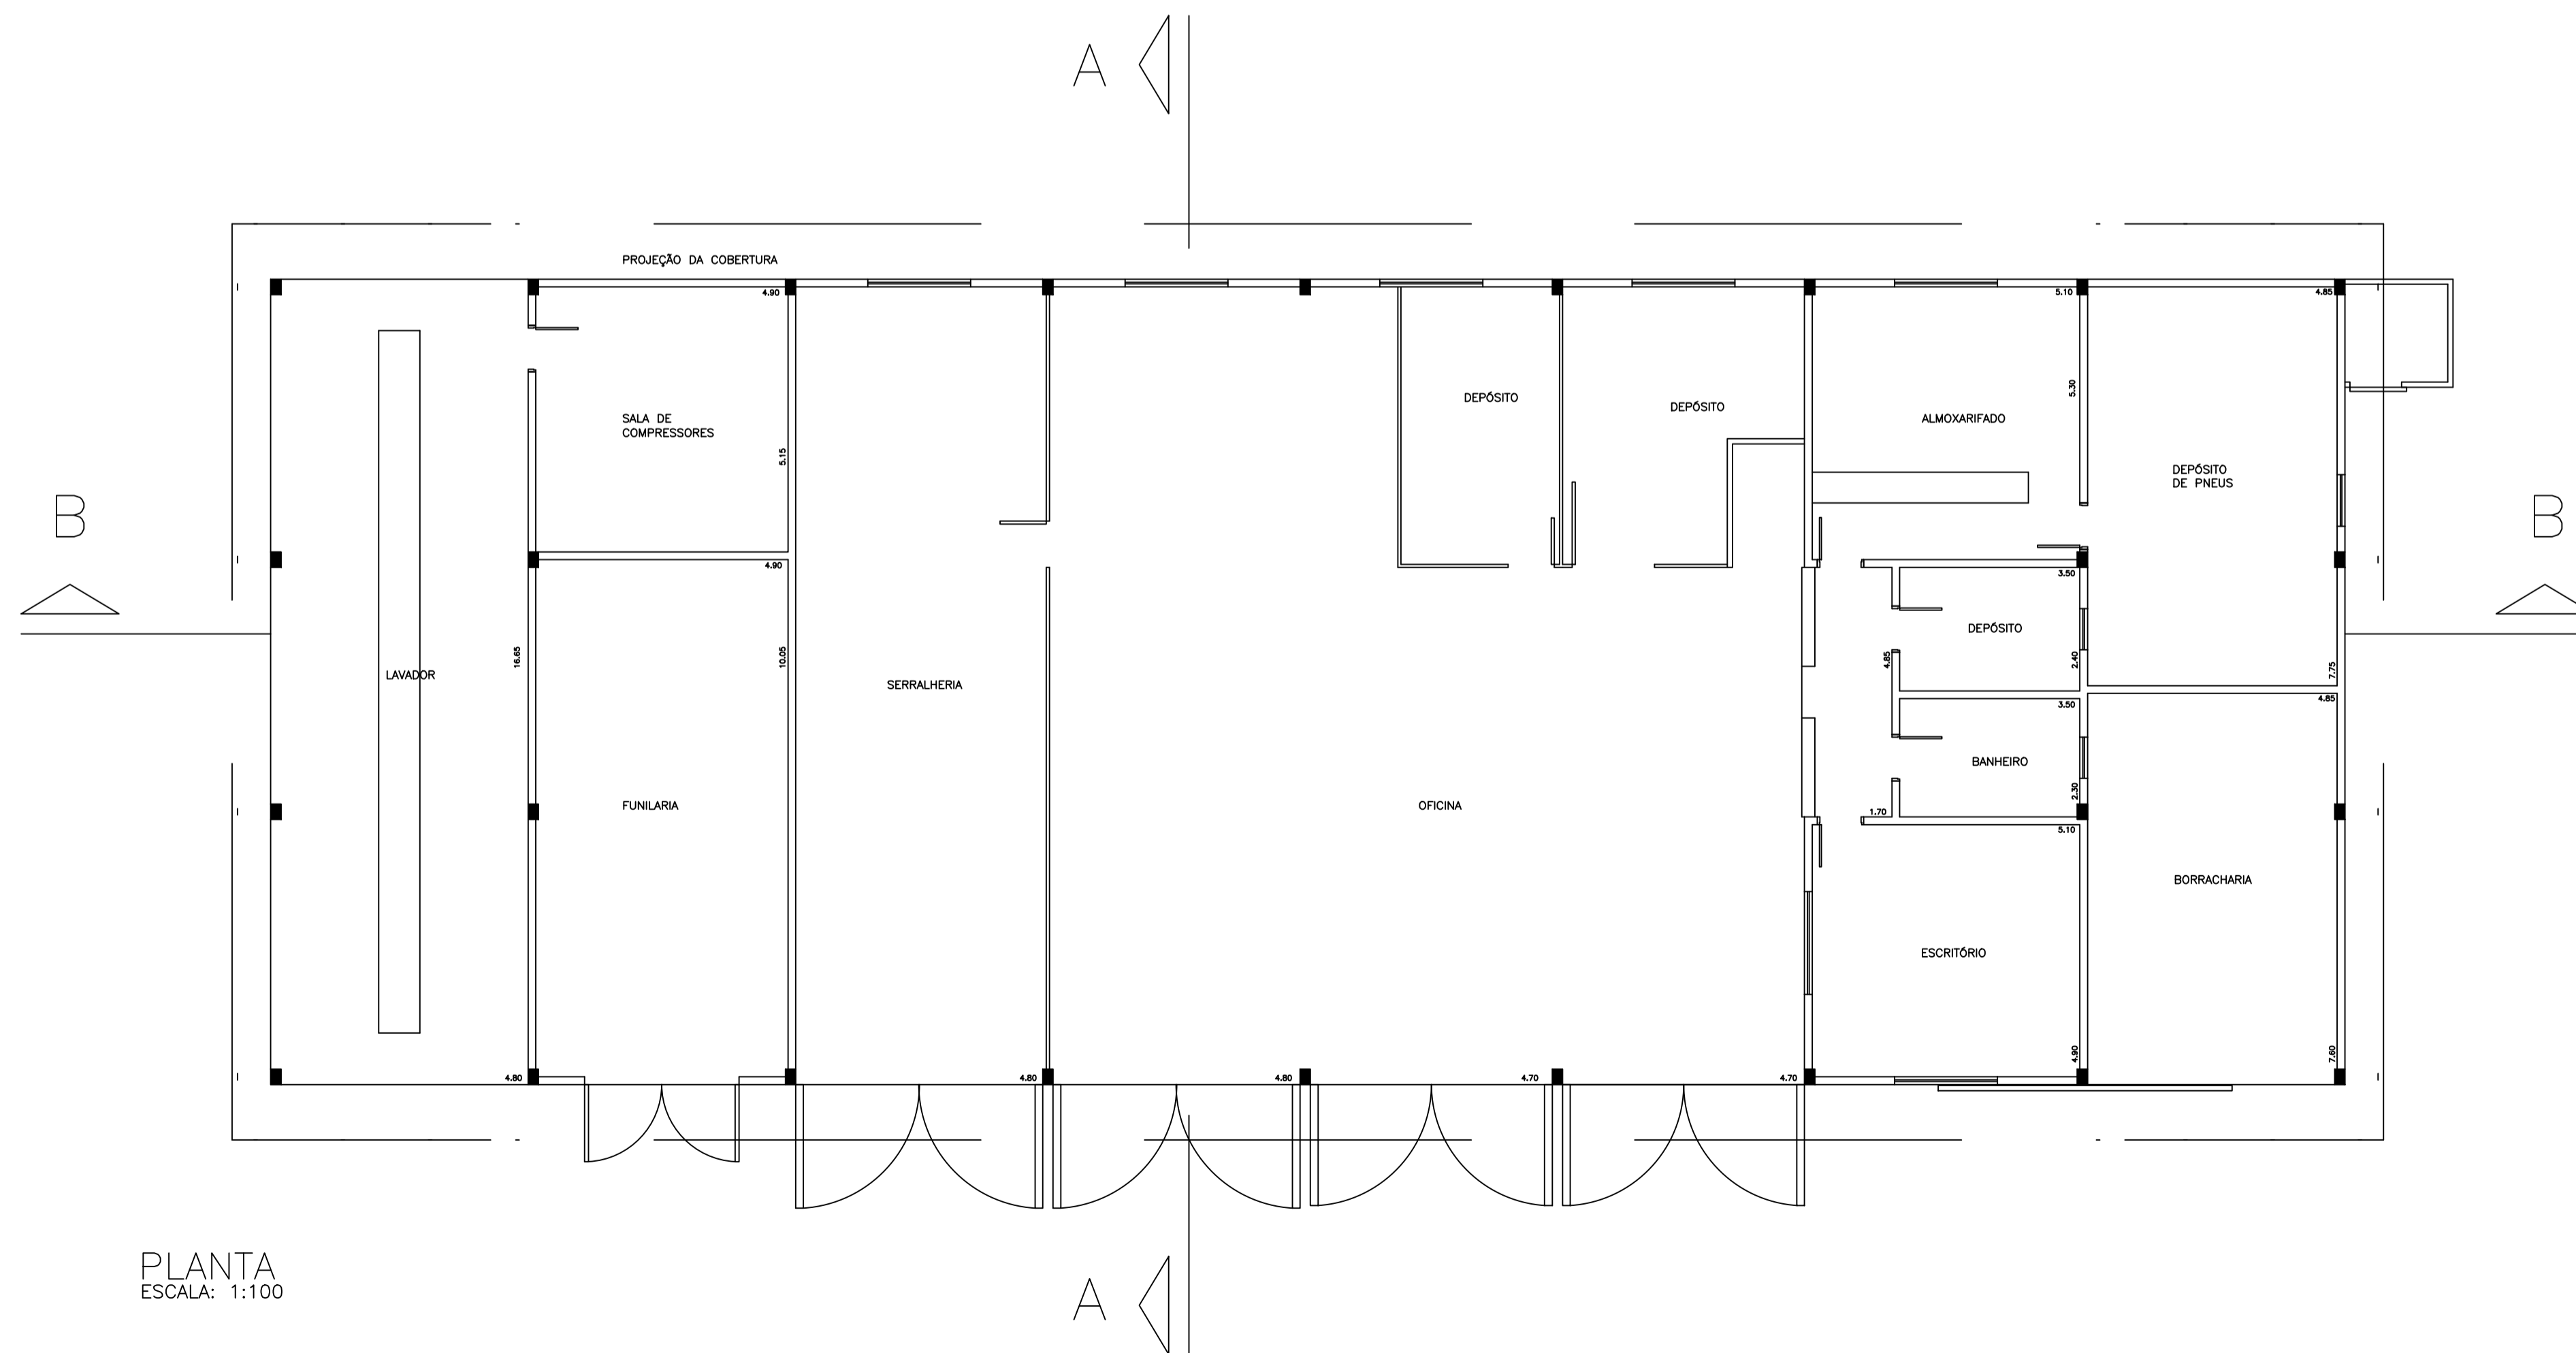 A
PROJEÇÃO DA COBERTURA
4.90
5.10
4.85
5.30
DEPÓSITO
DEPÓSITO
SALA DE
COMPRESSORES
ALMOXARIFADO
5.15
DEPÓSITO
DE PNEUS
B
B
4.90
3.50
DEPÓSITO
16.65
10.05
4.85
2.40
7.75
LAVADOR
SERRALHERIA
4.85
3.50
BANHEIRO
2.30
FUNILARIA
OFICINA
1.70
5.10
BORRACHARIA
ESCRITÓRIO
4.90
7.60
4.80
4.80
4.80
4.70
4.70
PLANTA
ESCALA: 1:100
A